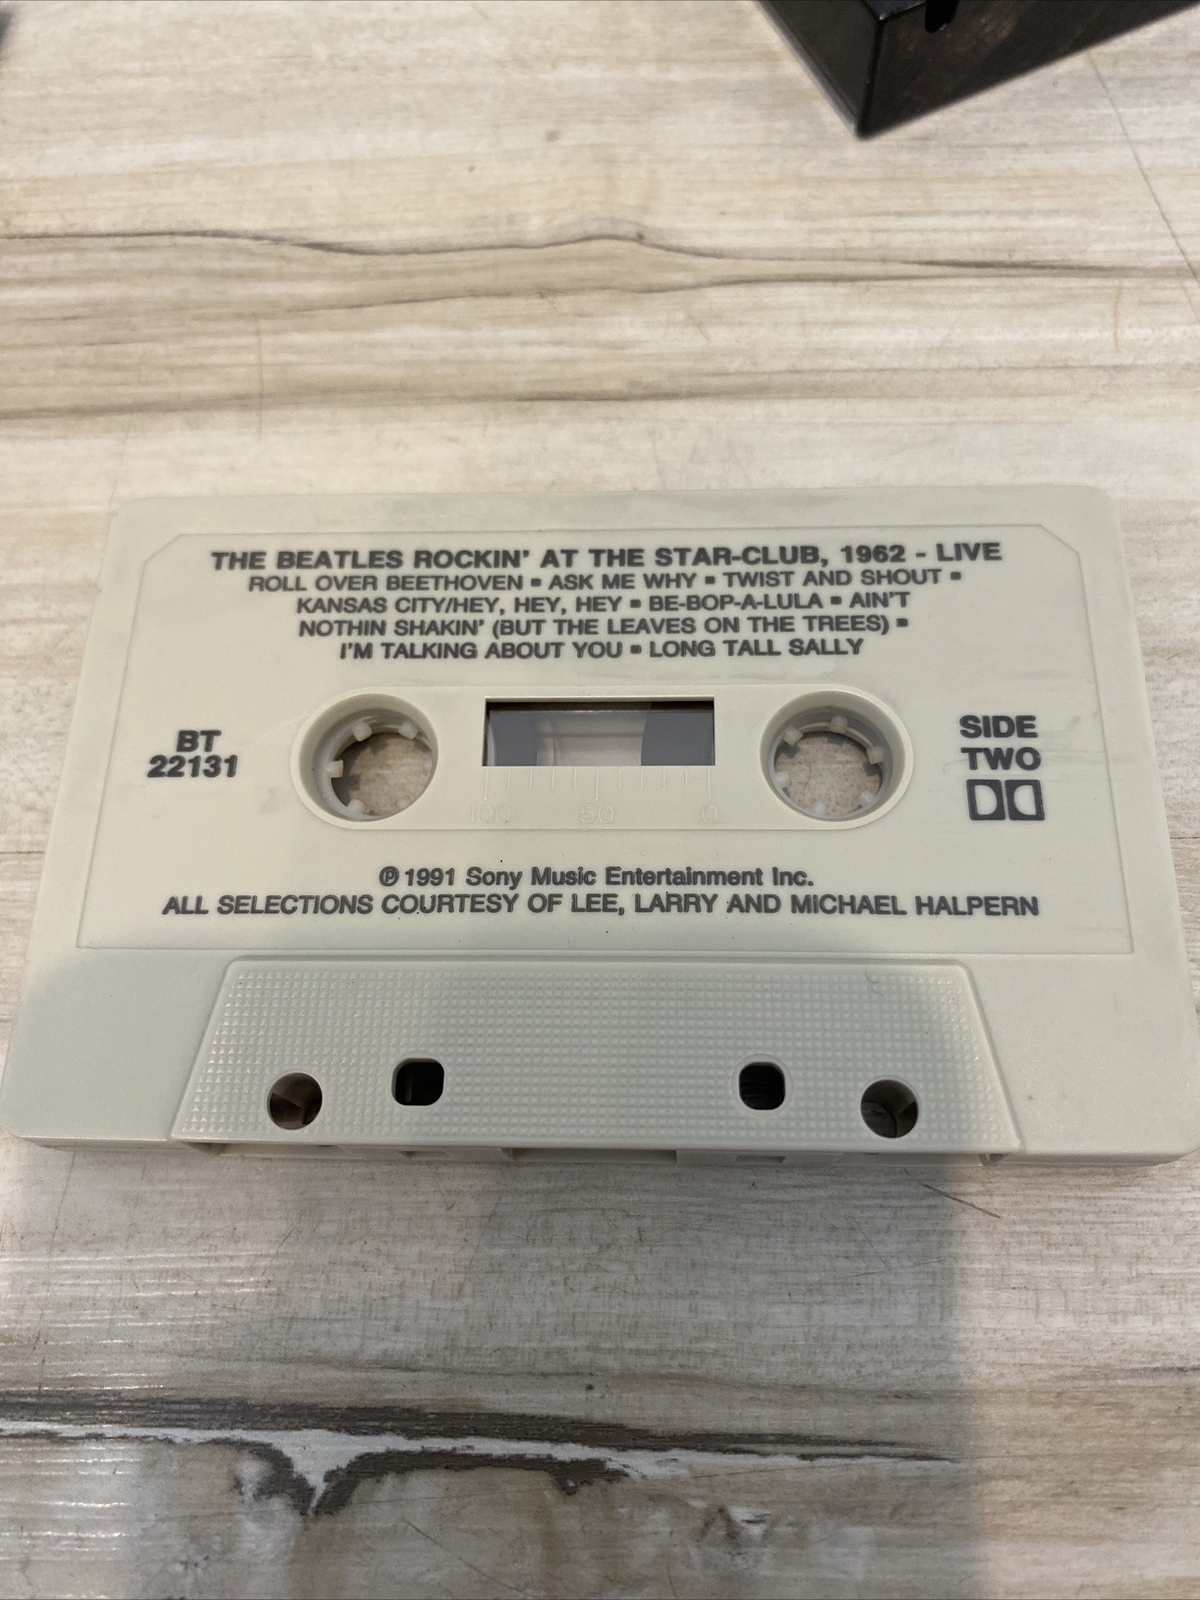 THE BEATLES ROCKIN' AT THE STAR-CLUB, 1962 - LIVE
ROLL OVER BEETHOVEN ▪ ASK ME WHY ▪ TWIST AND SHOUT ▪
KANSAS CITY/HEY, HEY, HEY ▪ BE-BOP-A-LULA ▪ AIN'T
NOTHIN SHAKIN' (BUT THE LEAVES ON THE TREES) ▪
I'M TALKING ABOUT YOU ▪ LONG TALL SALLY
BT
22131
SIDE
TWO
100 50 0
℗ 1991 Sony Music Entertainment Inc.
ALL SELECTIONS COURTESY OF LEE, LARRY AND MiCHAEL HALPERN